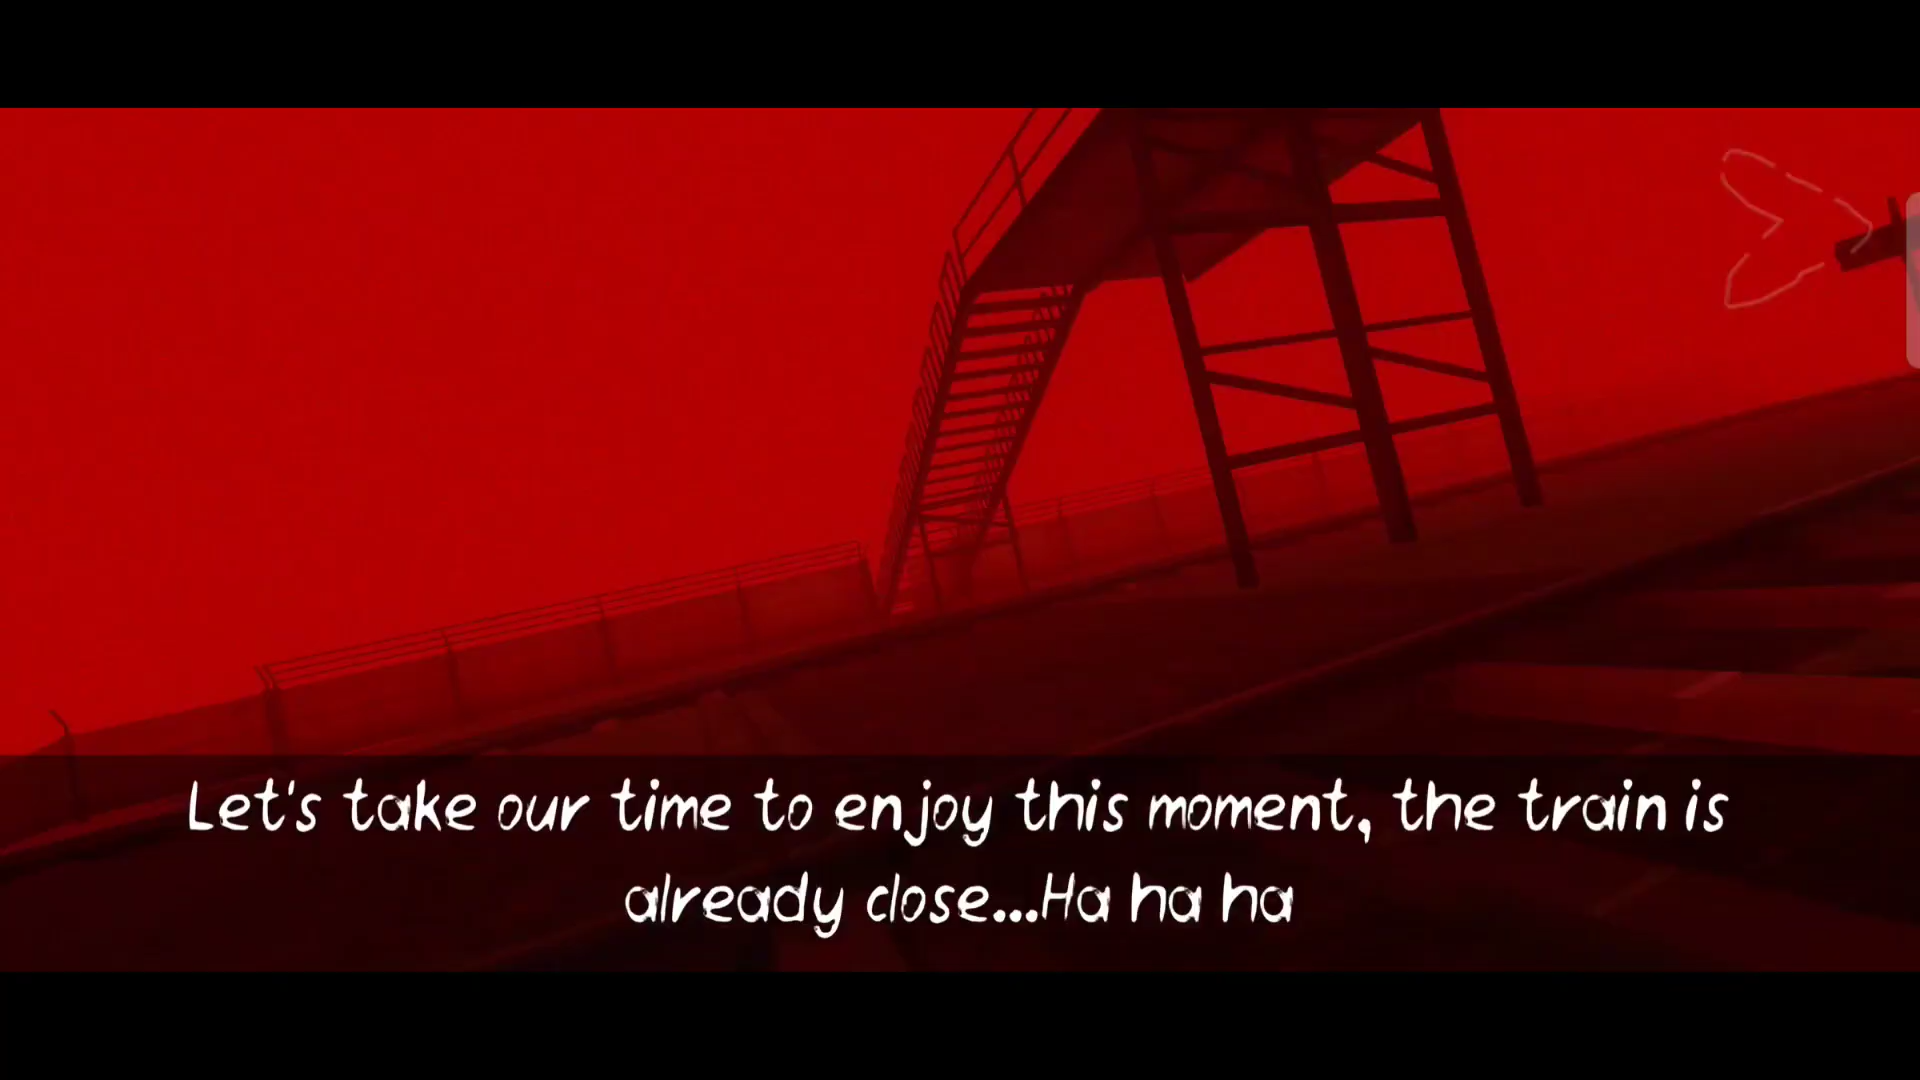 Let's take our time to enjoy this moment, the train is
already close...Ha ha ha